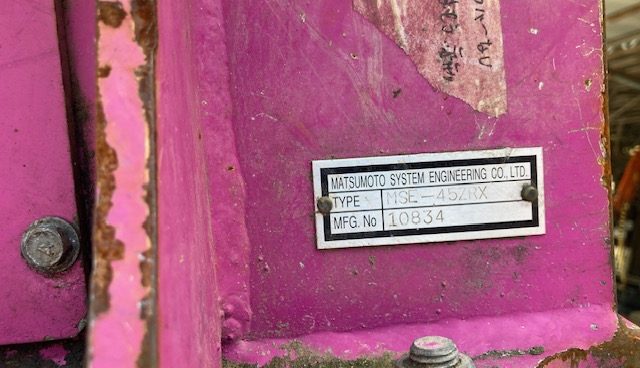 MATSUMOTO SYSTEM ENGINEERING CO., LTD.
TYPE MSE-45ZRX
MFG. No 10834